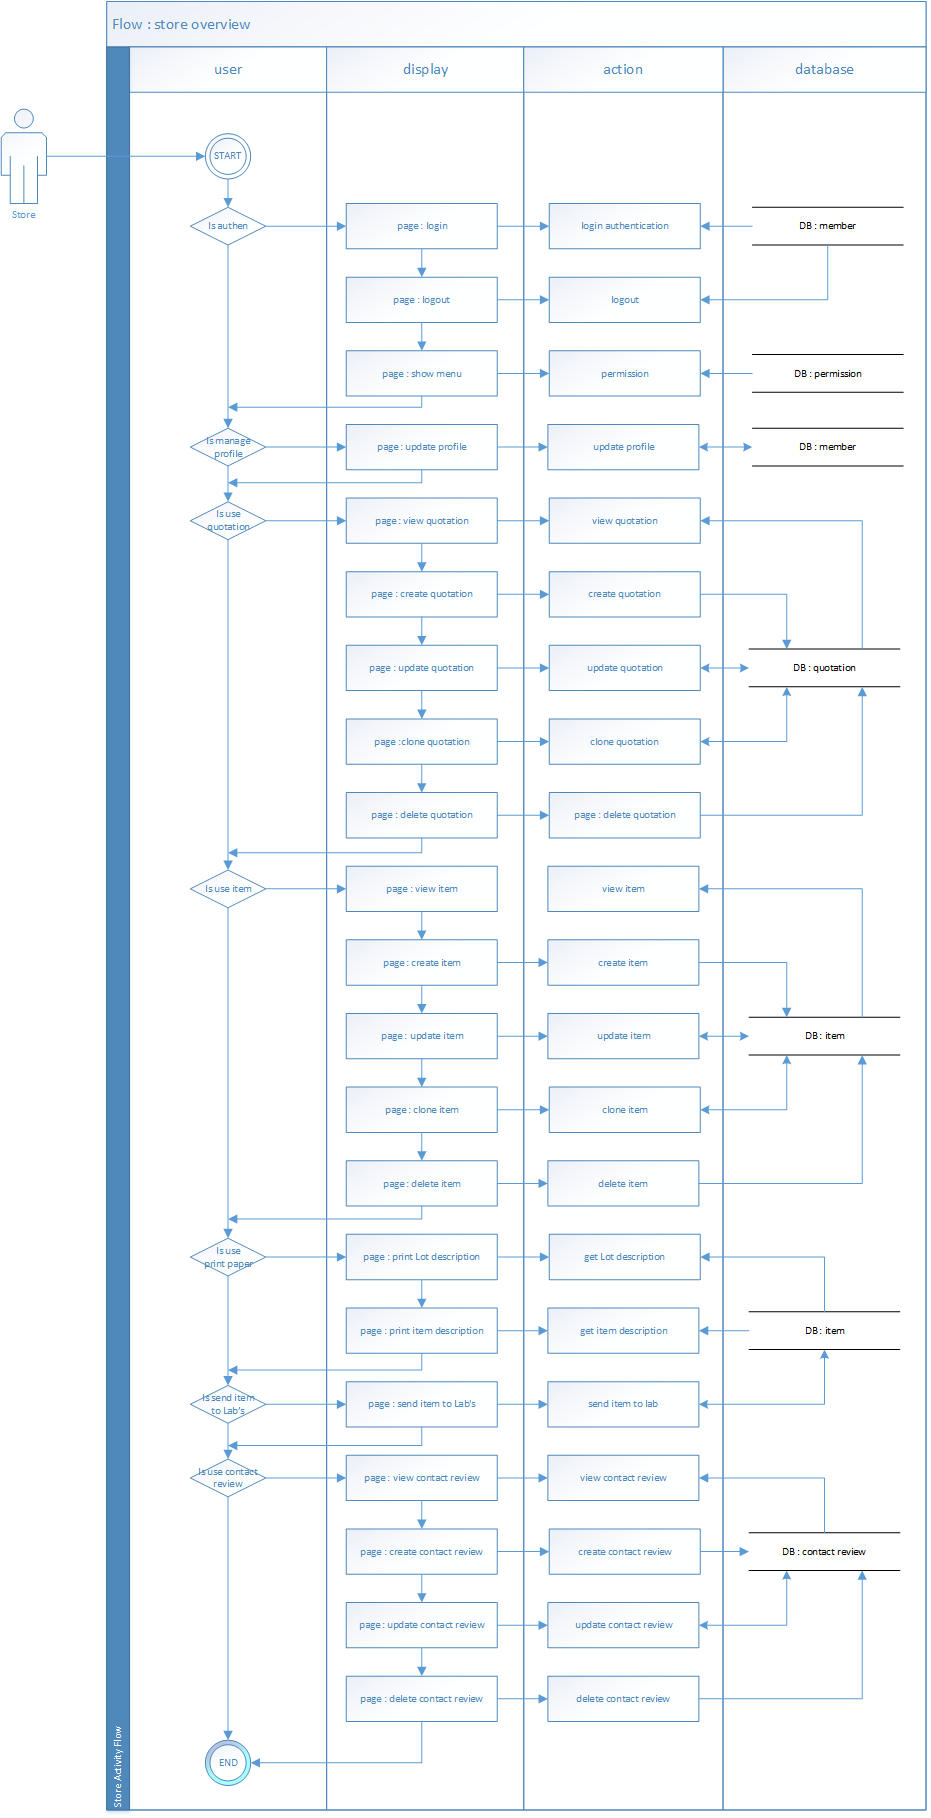 Flow : store overview
user
display
action
database
Store
START
Is authen
page : login
login authentication
DB : member
page : logout
logout
page : show menu
permission
DB : permission
Is manage
profile
page : update profile
update profile
DB : member
Is use
quotation
page : view quotation
view quotation
page : create quotation
create quotation
page : update quotation
update quotation
DB : quotation
page :clone quotation
clone quotation
page : delete quotation
page : delete quotation
Is use item
page : view item
view item
page : create item
create item
page : update item
update item
DB : item
page : clone item
clone item
page : delete item
delete item
Is use
print paper
page : print Lot description
get Lot description
page : print item description
get item description
DB : item
Is send item
to Lab's
page : send item to Lab's
send item to lab
Is use contact
review
page : view contact review
view contact review
page : create contact review
create contact review
DB : contact review
page : update contact review
update contact review
page : delete contact review
delete contact review
END
Store Activity Flow